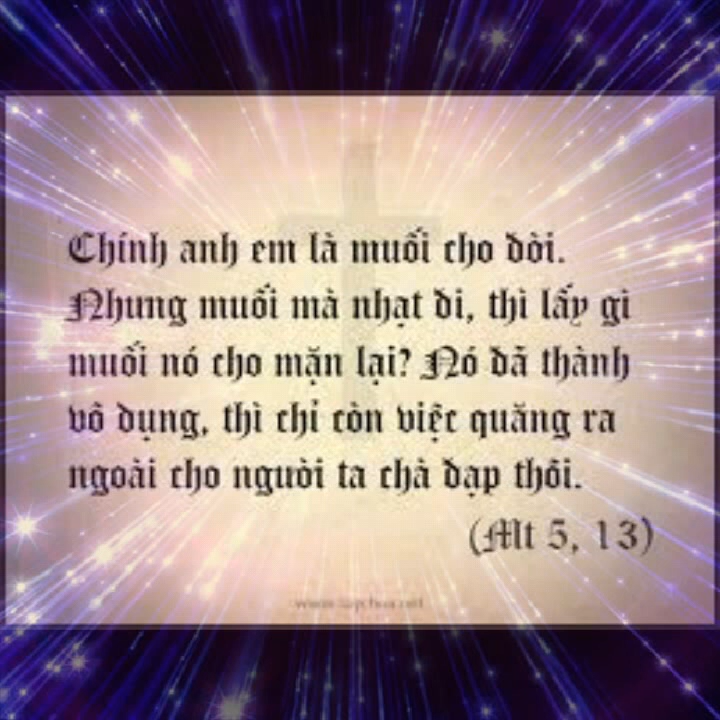 Chính anh em là muối cho đời.
Nhưng muối mà nhạt đi, thì lấy gì
muối nó cho mặn lại? Nó đã thành
vô dụng, thì chỉ còn việc quăng ra
ngoài cho người ta chà đạp thôi.
(Mt 5, 13)